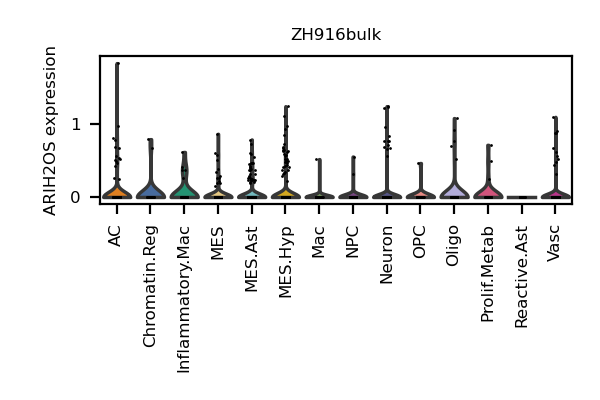 ZH916bulk
ARIH2OS expression
1
0
AC
Chromatin.Reg
Inflammatory.Mac
MES
MES.Ast
MES.Hyp
Mac
NPC
Neuron
OPC
Oligo
Prolif.Metab
Reactive.Ast
Vasc